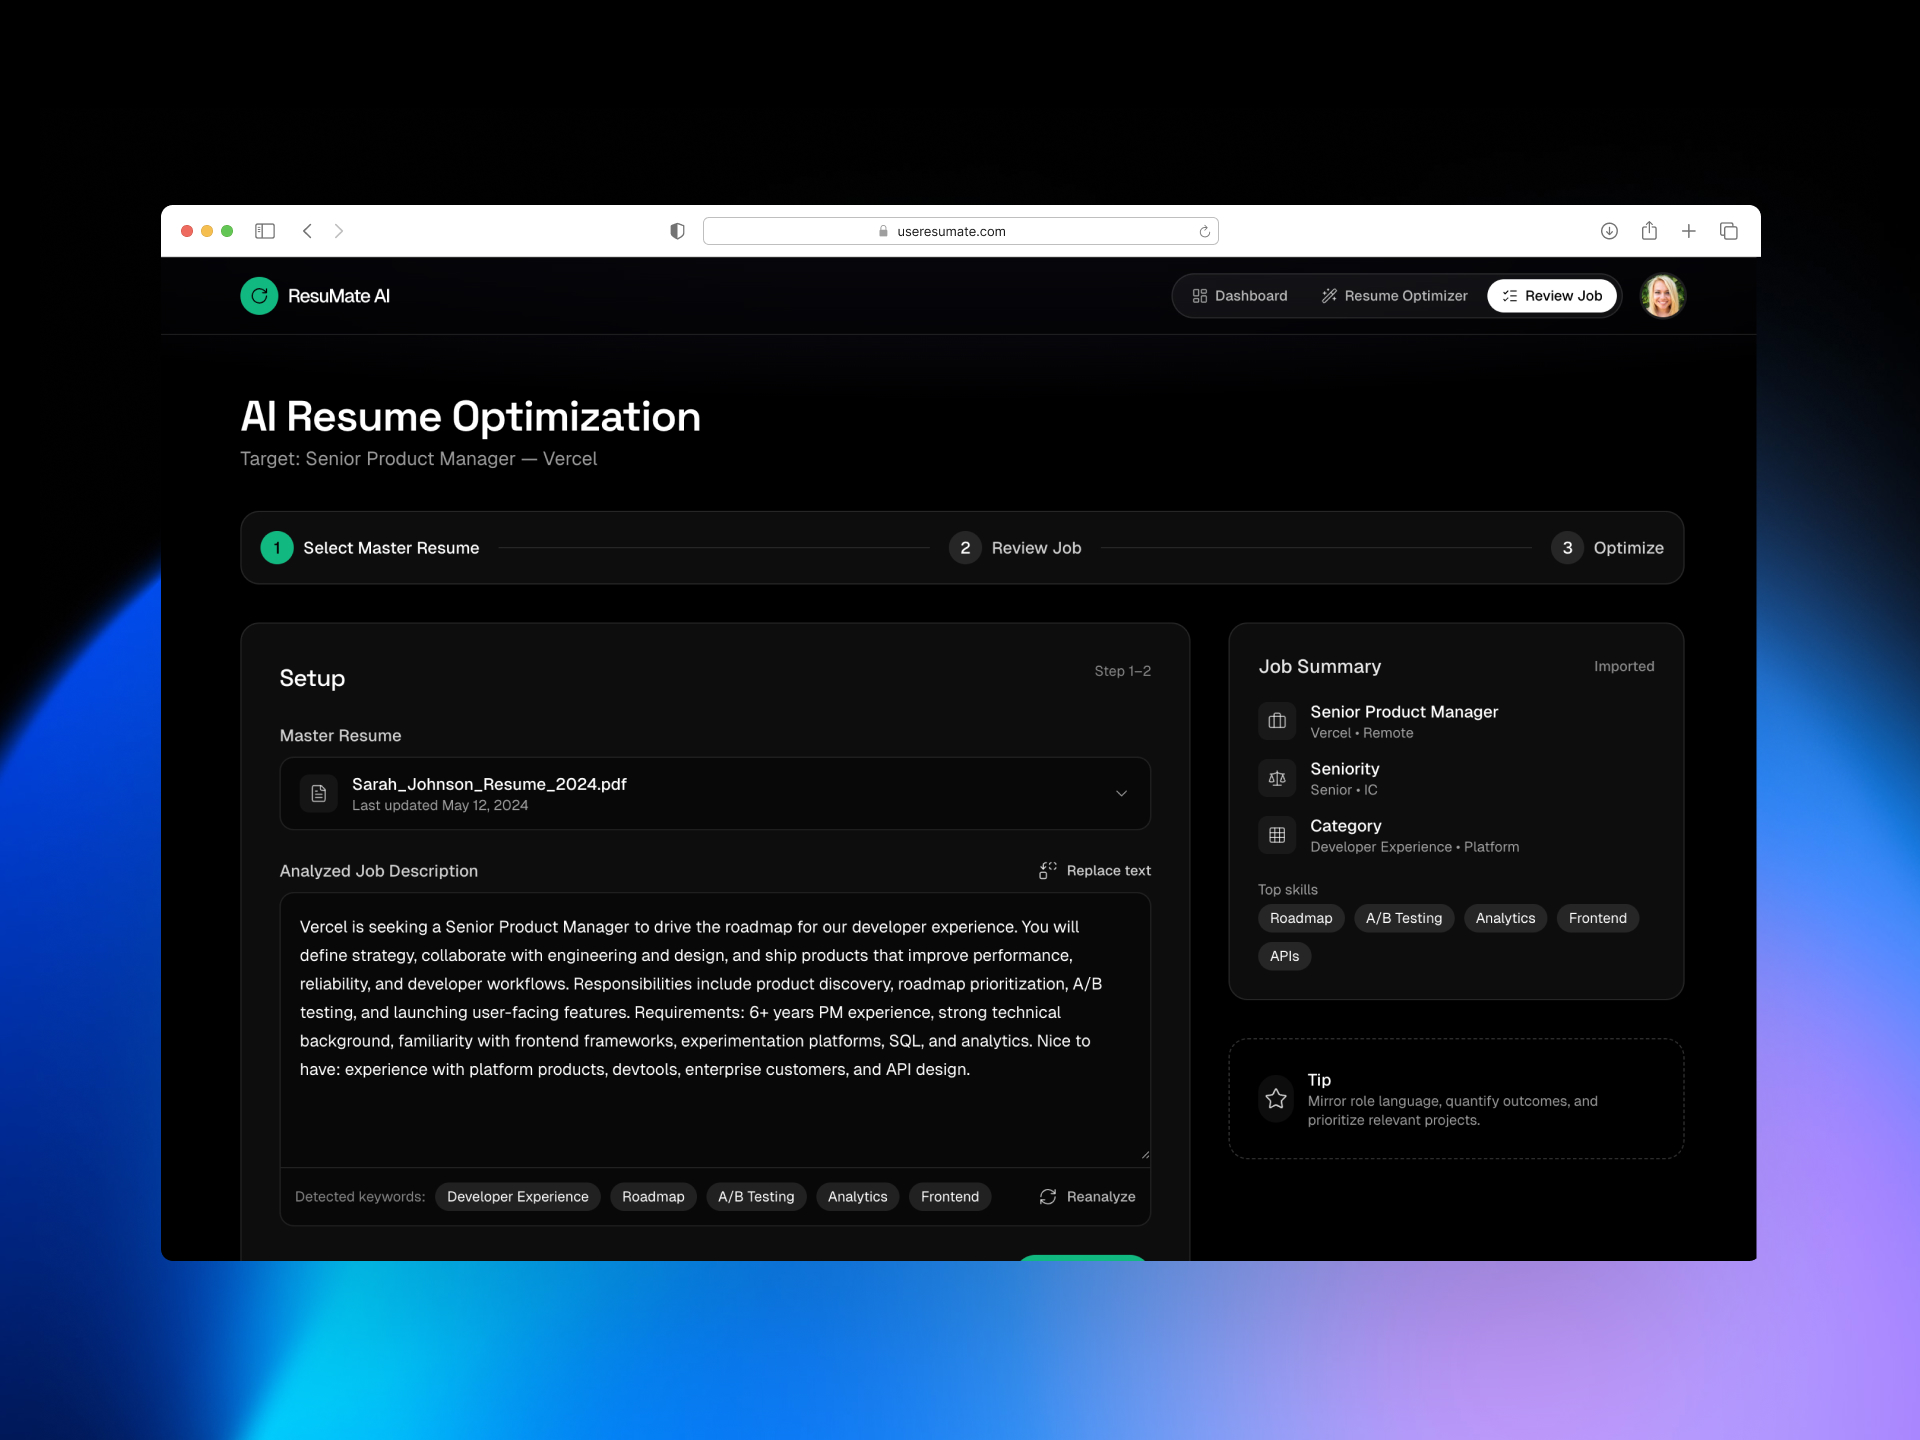 useresumate.com
ResuMate AI
Dashboard
Resume Optimizer
Review Job
AI Resume Optimization
Target: Senior Product Manager — Vercel
1 Select Master Resume
2 Review Job
3 Optimize
Setup
Step 1–2
Master Resume
Sarah_Johnson_Resume_2024.pdf
Last updated May 12, 2024
Analyzed Job Description
Replace text
Vercel is seeking a Senior Product Manager to drive the roadmap for our developer experience. You will
define strategy, collaborate with engineering and design, and ship products that improve performance,
reliability, and developer workflows. Responsibilities include product discovery, roadmap prioritization, A/B
testing, and launching user-facing features. Requirements: 6+ years PM experience, strong technical
background, familiarity with frontend frameworks, experimentation platforms, SQL, and analytics. Nice to
have: experience with platform products, devtools, enterprise customers, and API design.
Detected keywords:
Developer Experience
Roadmap
A/B Testing
Analytics
Frontend
Reanalyze
Job Summary
Imported
Senior Product Manager
Vercel • Remote
Seniority
Senior • IC
Category
Developer Experience • Platform
Top skills
Roadmap
A/B Testing
Analytics
Frontend
APIs
Tip
Mirror role language, quantify outcomes, and
prioritize relevant projects.